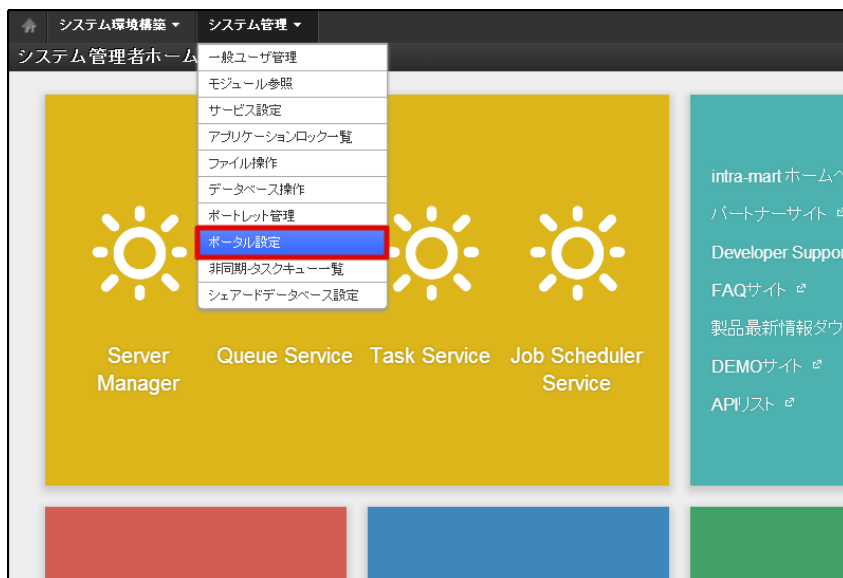 システム環境構築 ▼ システム管理 ▼
システム管理者ホーム
一般ユーザ管理
モジュール参照
サービス設定
アプリケーションロック一覧
ファイル操作
データベース操作
ポートレット管理
ポータル設定
非同期-タスクキュー一覧
シェアードデータベース設定
Server Manager
Queue Service
Task Service
Job Scheduler Service
intra-mart ホームペ
パートナーサイト
Developer Suppor
FAQサイト
製品最新情報ダウ
DEMOサイト
APIリスト